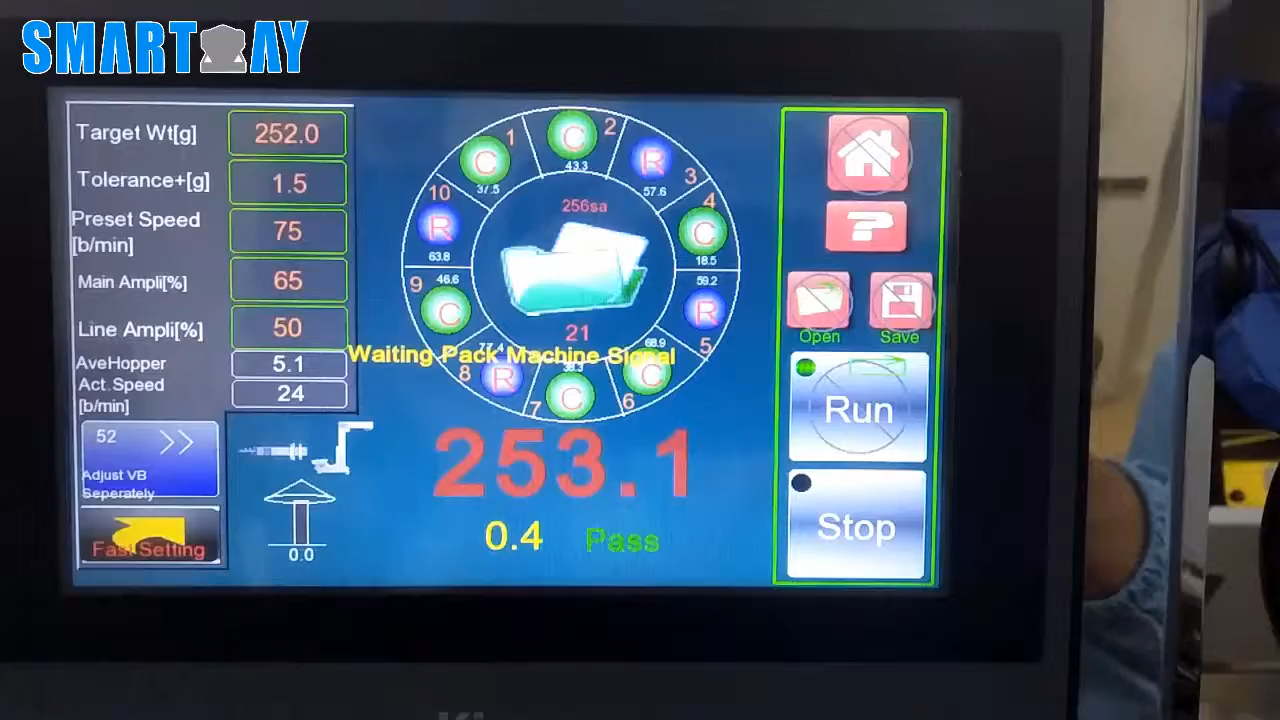 SMART AY
Target Wt[g] 252.0
Tolerance+[g] 1.5
Preset Speed
[b/min] 75
Main Ampli[%] 65
Line Ampli[%] 50
AveHopper 5.1
Act.Speed
[b/min] 24
52 >>
Adjust VB
Seperately
Fast Setting
0.0
1 C 37.5
2 C 43.3
3 R 57.6
4 C 18.5
5 R 59.2
6 C 68.9
7 C
8 R 77.4
9 C 46.6
10 R 63.8
256sa
21
Waiting Pack Machine Signal
253.1
0.4 Pass
?
Open Save
Run
Stop